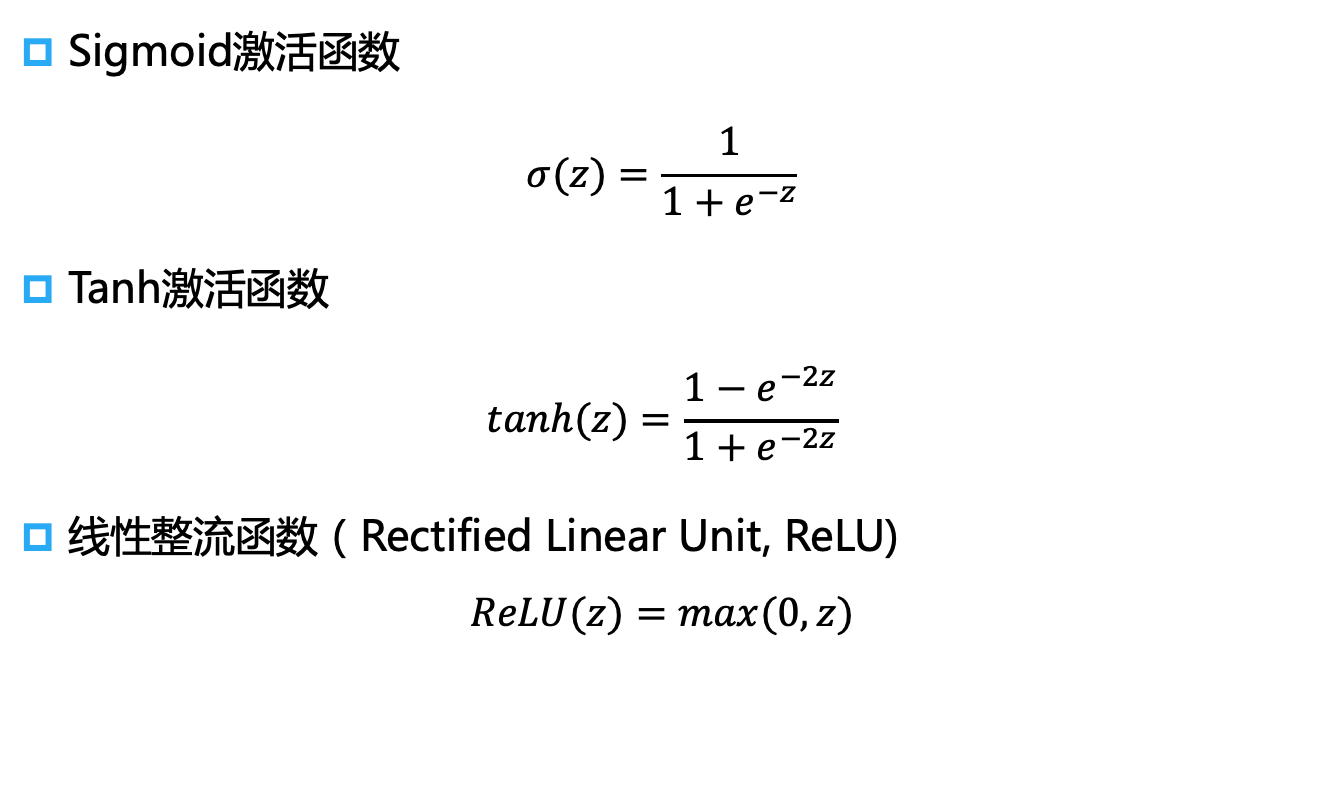 Sigmoid激活函数
σ(z) = 1 / (1 + e^{-z})
Tanh激活函数
tanh(z) = (1 - e^{-2z}) / (1 + e^{-2z})
线性整流函数 ( Rectified Linear Unit, ReLU)
ReLU(z) = max(0, z)